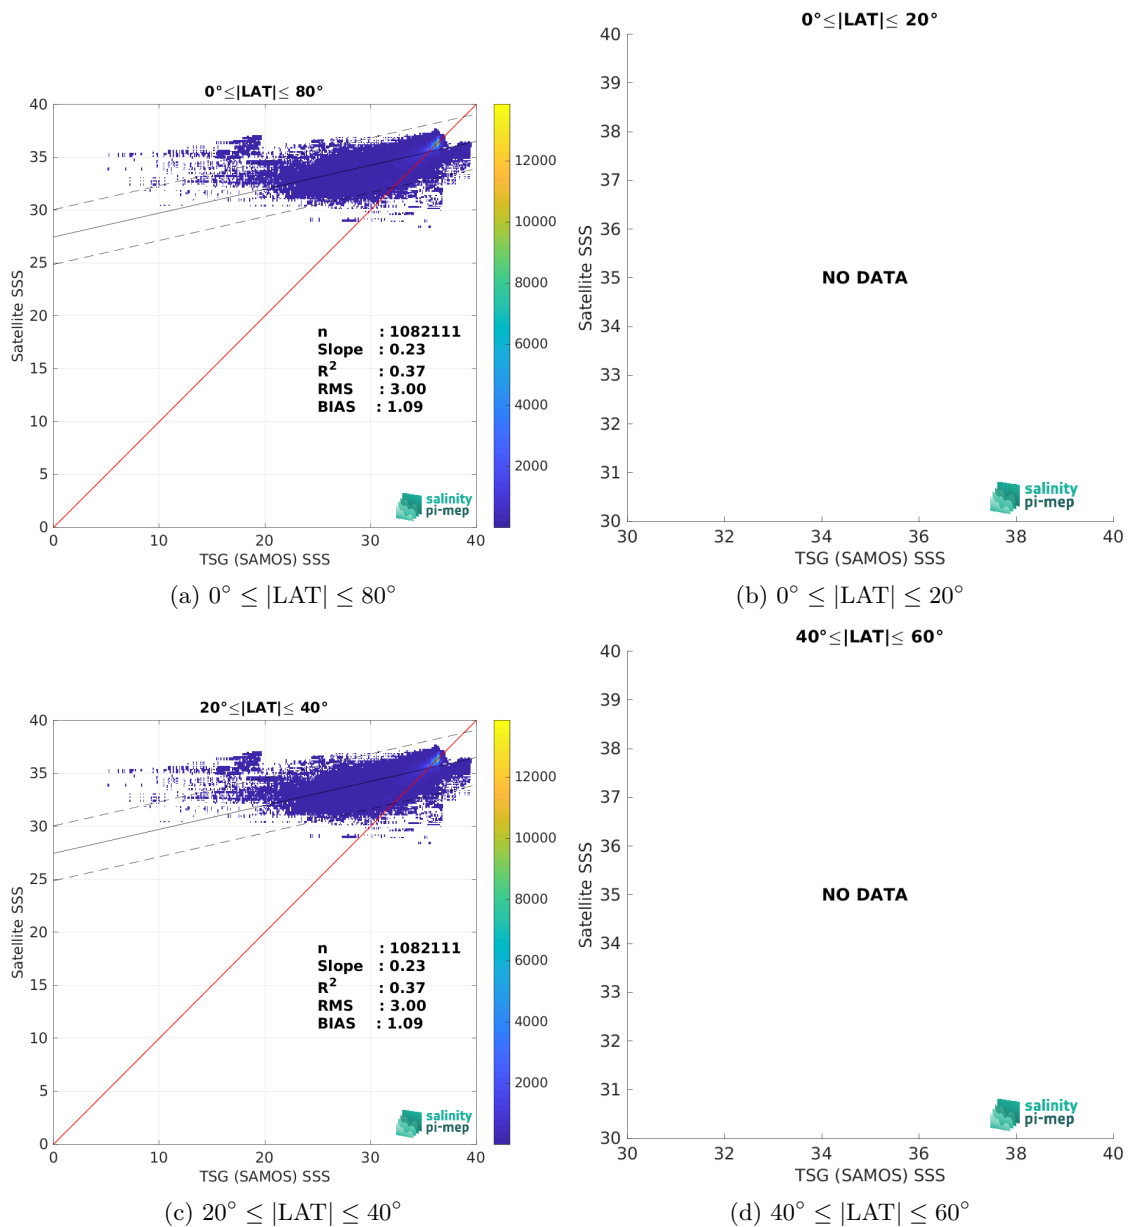 0°≤|LAT|≤ 80°
40
35
30
25
20
15
10
5
0
Satellite SSS
n : 1082111
Slope : 0.23
R² : 0.37
RMS : 3.00
BIAS : 1.09
salinity
pi-mep
0 10 20 30 40
TSG (SAMOS) SSS
12000
10000
8000
6000
4000
2000
(a) 0° ≤ |LAT| ≤ 80°
0°≤|LAT|≤ 20°
40
39
38
37
36
35
34
33
32
31
30
Satellite SSS
NO DATA
salinity
pi-mep
30 32 34 36 38 40
TSG (SAMOS) SSS
(b) 0° ≤ |LAT| ≤ 20°
20°≤|LAT|≤ 40°
40
35
30
25
20
15
10
5
0
Satellite SSS
n : 1082111
Slope : 0.23
R² : 0.37
RMS : 3.00
BIAS : 1.09
salinity
pi-mep
0 10 20 30 40
TSG (SAMOS) SSS
12000
10000
8000
6000
4000
2000
(c) 20° ≤ |LAT| ≤ 40°
40°≤|LAT|≤ 60°
40
39
38
37
36
35
34
33
32
31
30
Satellite SSS
NO DATA
salinity
pi-mep
30 32 34 36 38 40
TSG (SAMOS) SSS
(d) 40° ≤ |LAT| ≤ 60°